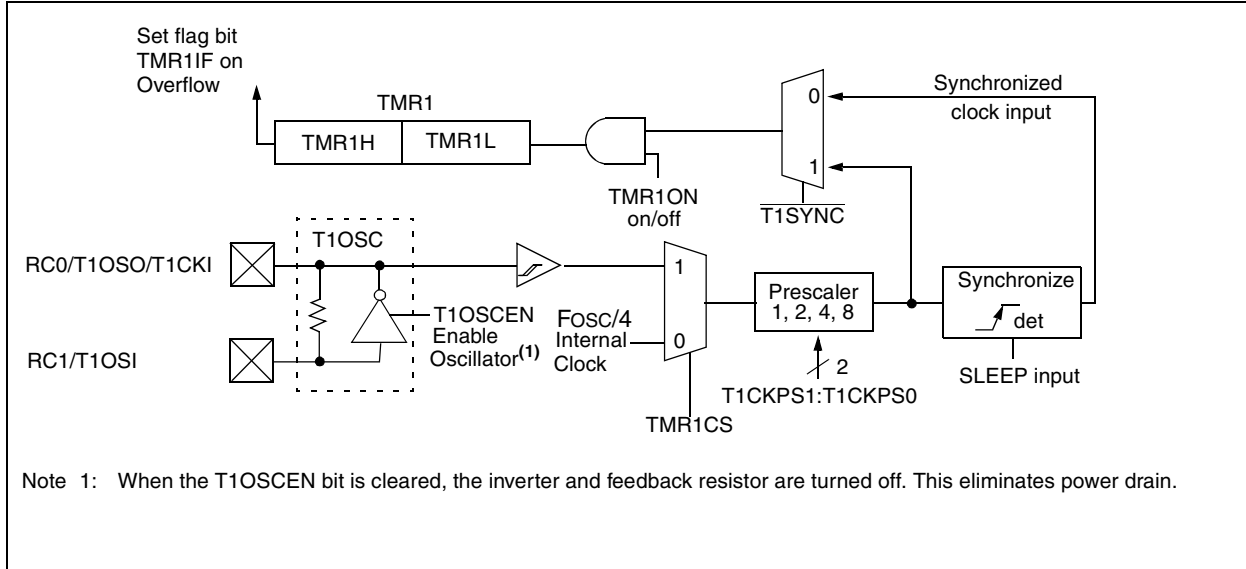 Set flag bit
TMR1IF on
Overflow
TMR1
TMR1H
TMR1L
TMR1ON
on/off
0
1
T1SYNC
Synchronized
clock input
RC0/T1OSO/T1CKI
RC1/T1OSI
T1OSC
T1OSCEN
Enable
Oscillator(1)
FOSC/4
Internal
Clock
1
0
TMR1CS
Prescaler
1, 2, 4, 8
2
T1CKPS1:T1CKPS0
Synchronize
det
SLEEP input
Note 1: When the T1OSCEN bit is cleared, the inverter and feedback resistor are turned off. This eliminates power drain.